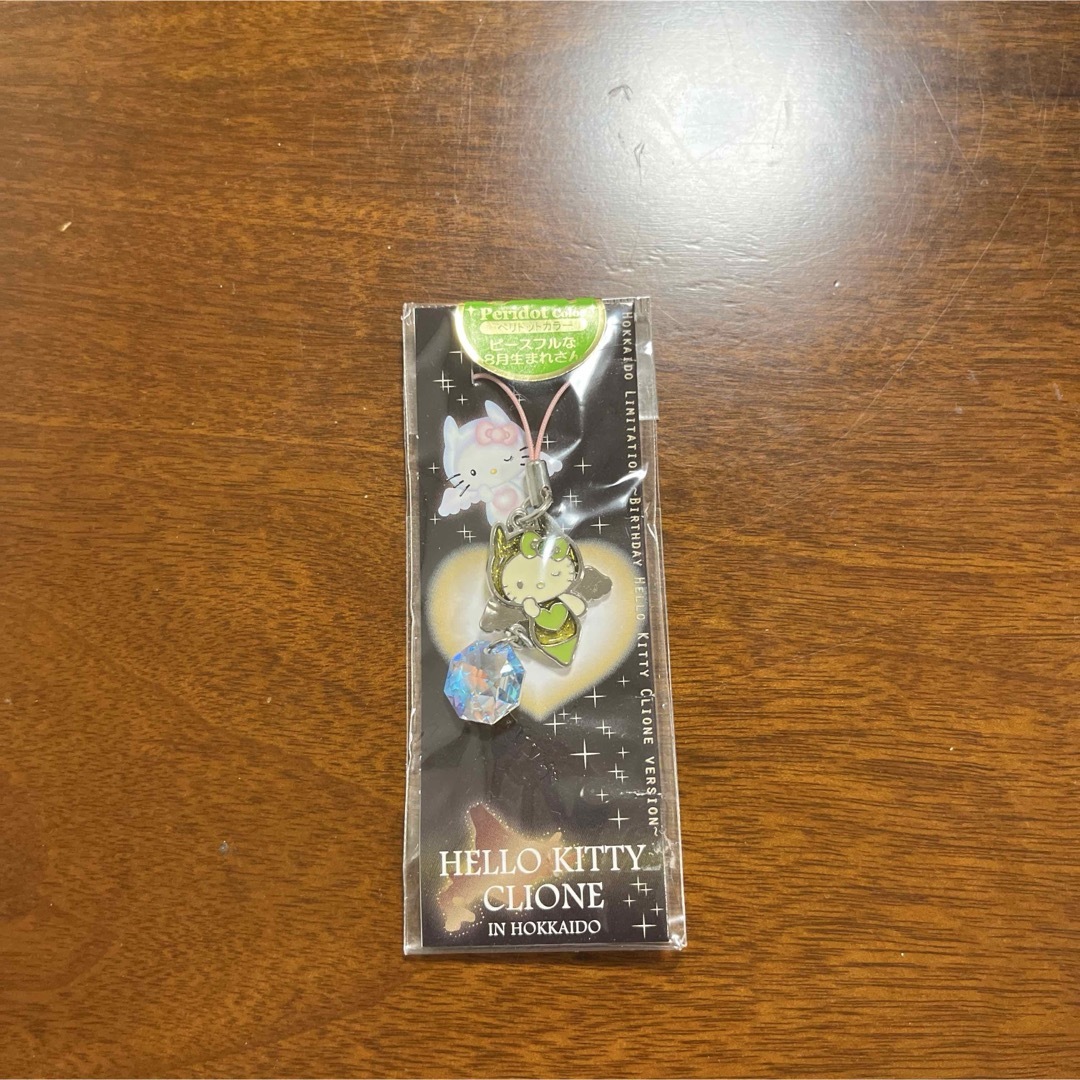 Peridot Color
ペリドットカラー
ピースフルな
8月生まれさん
HOKKAIDO LIMITATION ~BIRTHDAY HELLO KITTY CLIONE VERSION~
HELLO KITTY
CLIONE
IN HOKKAIDO